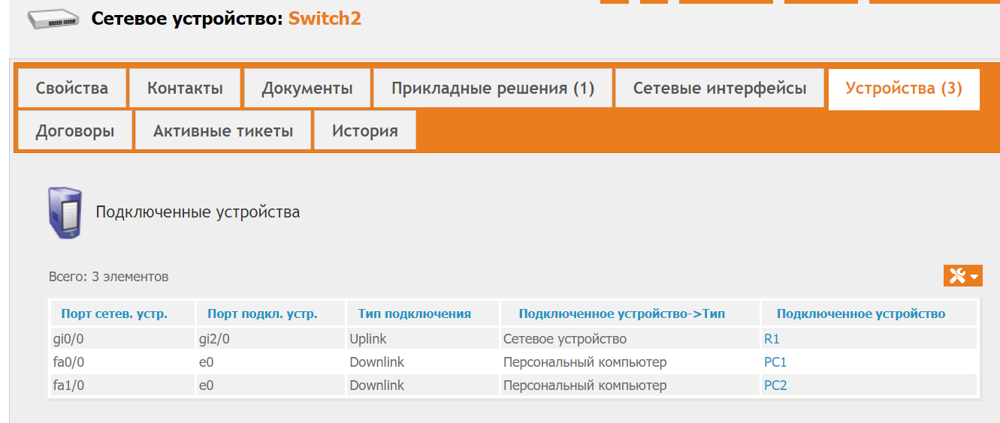 Сетевое устройство: Switch2
Свойства Контакты Документы Прикладные решения (1) Сетевые интерфейсы Устройства (3)
Договоры Активные тикеты История
Подключенные устройства
Всего: 3 элементов
Порт сетев. устр. Порт подкл. устр. Тип подключения Подключенное устройство->Тип Подключенное устройство
gi0/0 gi2/0 Uplink Сетевое устройство R1
fa0/0 e0 Downlink Персональный компьютер PC1
fa1/0 e0 Downlink Персональный компьютер PC2